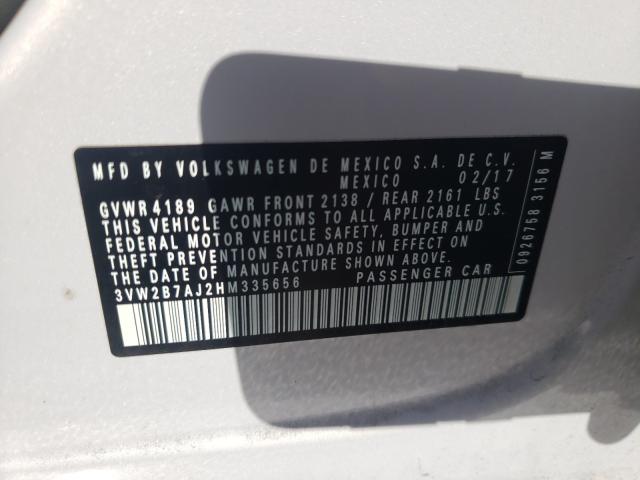 MFD BY VOLKSWAGEN DE MEXICO S.A. DE C.V.
MEXICO 02/17
GVWR 4189 GAWR FRONT 2138 / REAR 2161 LBS
THIS VEHICLE CONFORMS TO ALL APPLICABLE U.S.
FEDERAL MOTOR VEHICLE SAFETY, BUMPER AND
THEFT PREVENTION STANDARDS IN EFFECT ON
THE DATE OF MANUFACTURE SHOWN ABOVE.
3VW2B7AJ2HM335656 PASSENGER CAR
0926758 3156 M